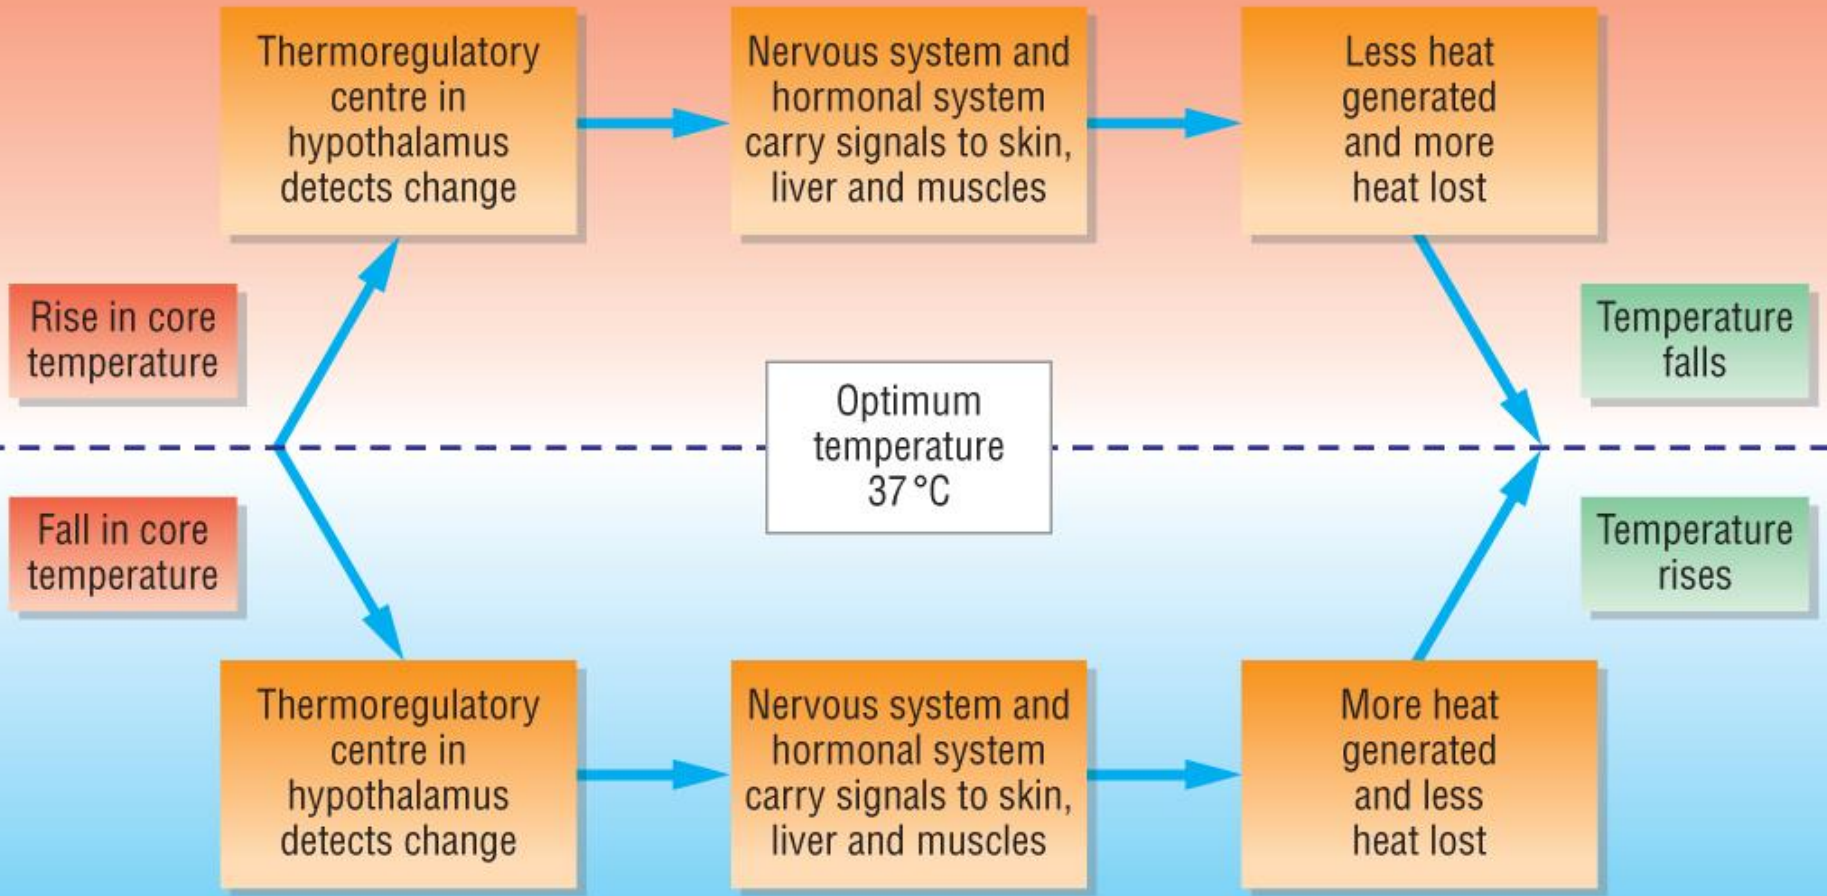 Thermoregulatory
centre in
hypothalamus
detects change
Nervous system and
hormonal system
carry signals to skin,
liver and muscles
Less heat
generated
and more
heat lost
Rise in core
temperature
Temperature
falls
Optimum
temperature
37 °C
Fall in core
temperature
Temperature
rises
Thermoregulatory
centre in
hypothalamus
detects change
Nervous system and
hormonal system
carry signals to skin,
liver and muscles
More heat
generated
and less
heat lost